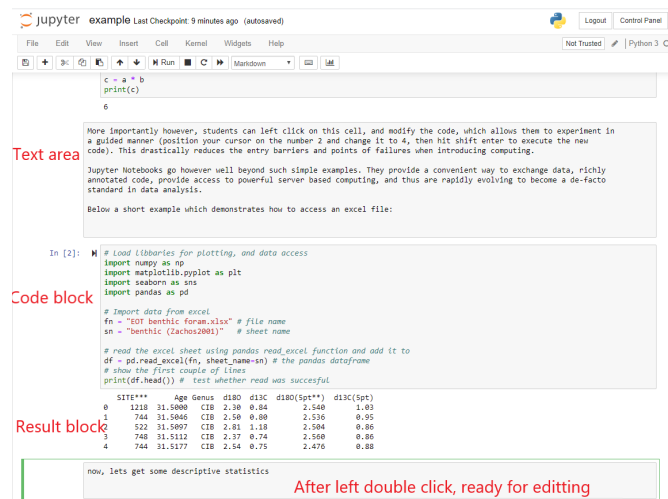 jupyter example Last Checkpoint: 9 minutes ago (autosaved)
Logout Control Panel
File Edit View Insert Cell Kernel Widgets Help
Not Trusted Python 3
Run Markdown
c = a * b
print(c)
6
More importantly however, students can left click on this cell, and modify the code, which allows them to experiment in
a guided manner (position your cursor on the number 2 and change it to 4, then hit shift enter to execute the new
code). This drastically reduces the entry barriers and points of failures when introducing computing.
Text area
Jupyter Notebooks go however well beyond such simple examples. They provide a convenient way to exchange data, richly
annotated code, provide access to powerful server based computing, and thus are rapidly evolving to become a de-facto
standard in data analysis.
Below a short example which demonstrates how to access an excel file:
In [2]:
# Load libbaries for plotting, and data access
import numpy as np
import matplotlib.pyplot as plt
import seaborn as sns
import pandas as pd
Code block
# Import data from excel
fn = "EOT benthic foram.xlsx" # file name
sn = "benthic (Zachos2001)" # sheet name
# read the excel sheet using pandas read_excel function and add it to
df = pd.read_excel(fn, sheet_name=sn) # the pandas dataframe
# show the first couple of lines
print(df.head()) # test whether read was succesful
SITE*** Age Genus d18O d13C d18O(5pt**) d13C(5pt)
0 1218 31.5000 CIB 2.30 0.84 2.540 1.03
1 744 31.5046 CIB 2.50 0.80 2.536 0.95
2 522 31.5097 CIB 2.81 1.18 2.504 0.86
3 748 31.5112 CIB 2.37 0.74 2.560 0.86
4 744 31.5177 CIB 2.54 0.75 2.476 0.88
Result block
now, lets get some descriptive statistics
After left double click, ready for editting